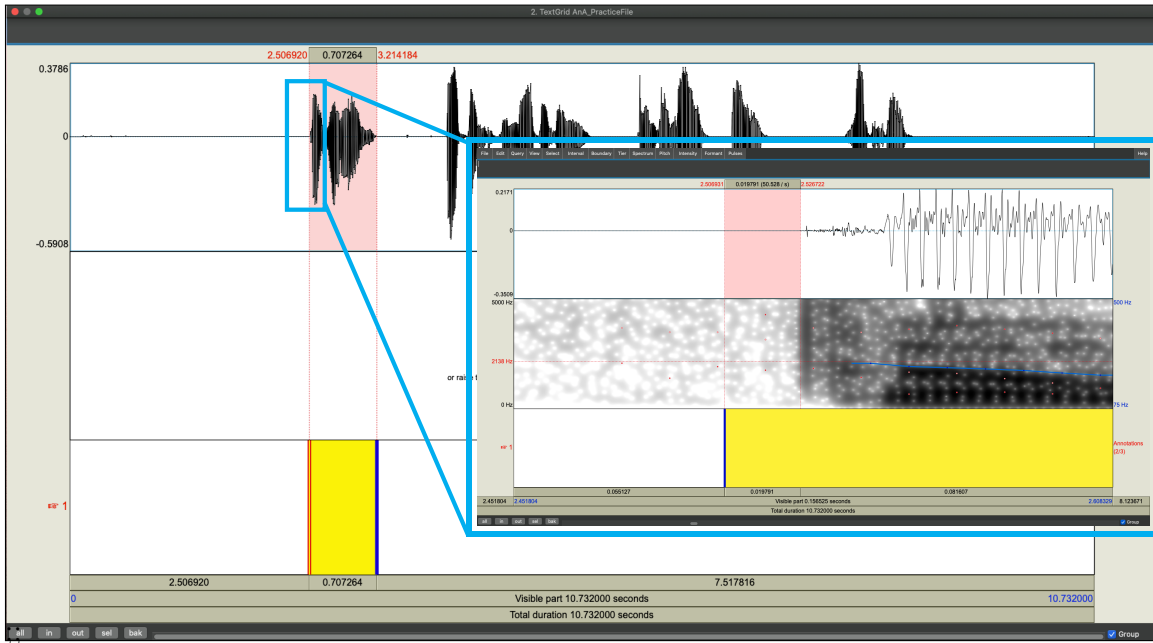 2. TextGrid AnA_PracticeFile
2.506920 0.707264 3.214184
0.3786
0
-0.5908
or raise
1
2.506920 0.707264 7.517816
0 Visible part 10.732000 seconds 10.732000
Total duration 10.732000 seconds
all in out sel bak Group
File Edit Query View Select Interval Boundary Tier Spectrum Pitch Intensity Formant Pulses Help
2.506931 0.019791 (50.528 / s) 2.526722
0.2171
0
-0.3509
5000 Hz 500 Hz
2138 Hz
0 Hz 75 Hz
1 Annotations
(2/3)
0.055127 0.019791 0.081607
2.451804 2.451804 Visible part 0.156525 seconds 2.608329 8.123671
Total duration 10.732000 seconds
all in out sel bak Group